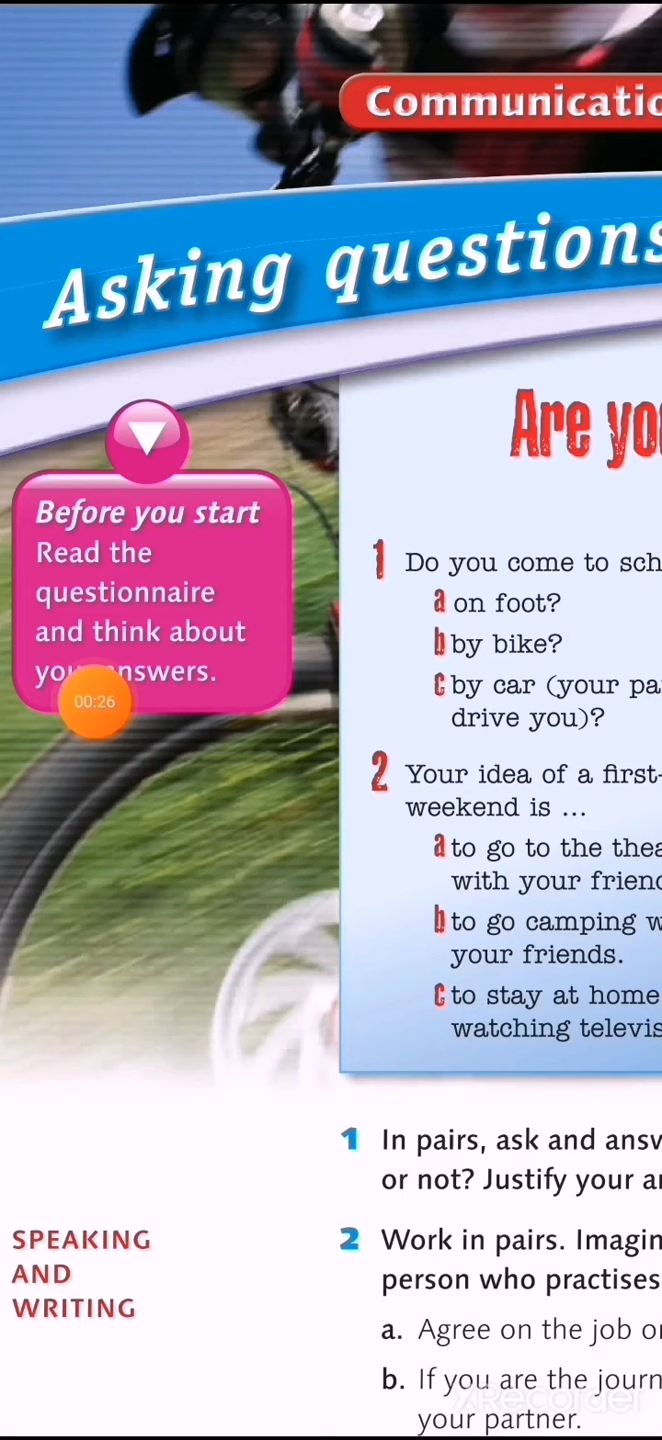 Communicatio
Asking questions
Are yo
Before you start
Read the
questionnaire
and think about
answers.
00:26
1 Do you come to sch
a on foot?
b by bike?
c by car (your pa
drive you)?
2 Your idea of a first-
weekend is ...
a to go to the thea
with your friend
b to go camping w
your friends.
c to stay at home
watching televis
1 In pairs, ask and answ
or not? Justify your a
SPEAKING
AND
WRITING
2 Work in pairs. Imagin
person who practises
a. Agree on the job o
b. If you are the journ
your partner.
XRecorder